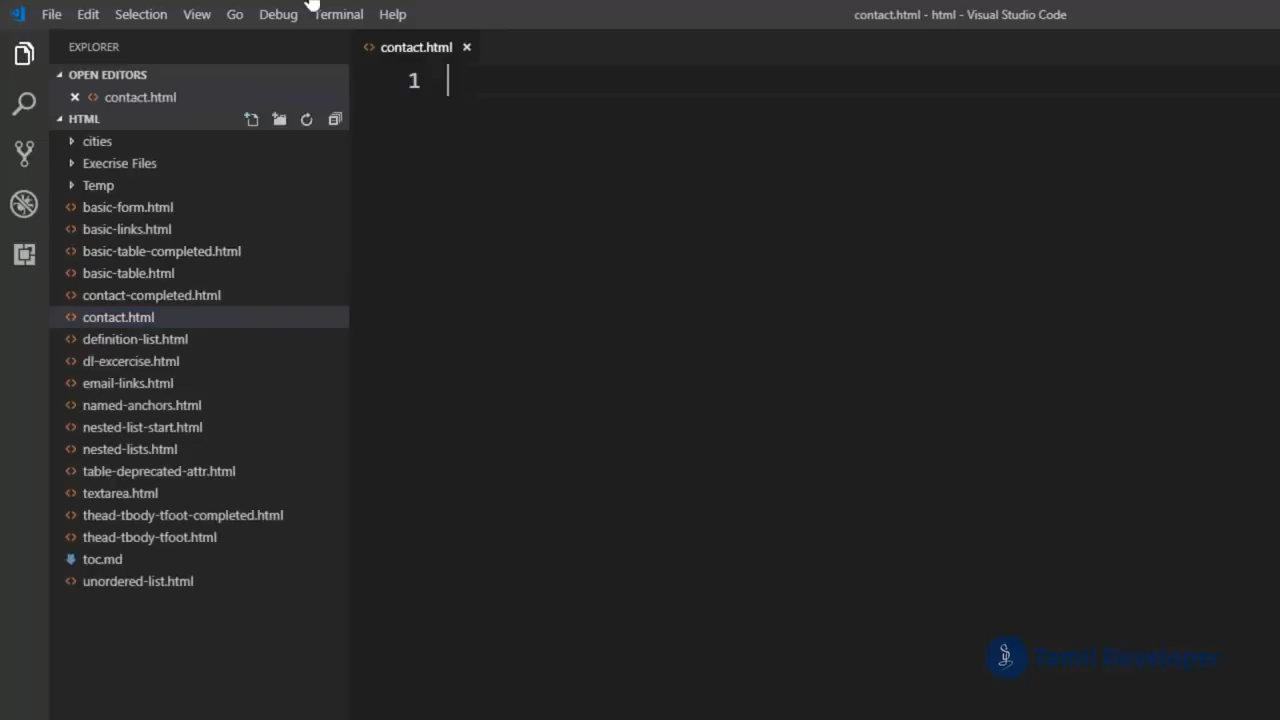 File Edit Selection View Go Debug Terminal Help contact.html - html - Visual Studio Code
EXPLORER
contact.html
OPEN EDITORS
contact.html
HTML
1
cities
Execrise Files
Temp
basic-form.html
basic-links.html
basic-table-completed.html
basic-table.html
contact-completed.html
contact.html
definition-list.html
dl-excercise.html
email-links.html
named-anchors.html
nested-list-start.html
nested-lists.html
table-deprecated-attr.html
textarea.html
thead-tbody-tfoot-completed.html
thead-tbody-tfoot.html
toc.md
unordered-list.html
Tamil Developer